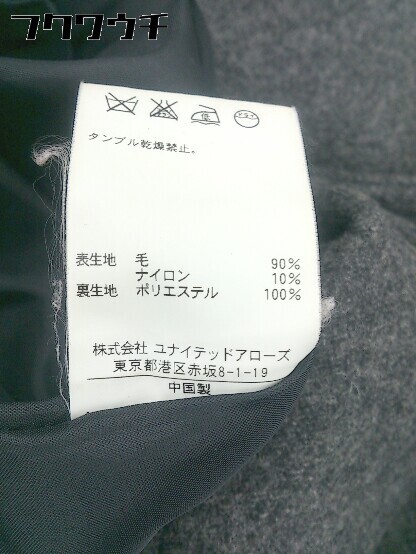 フクワウチ
タンブル乾燥禁止。
表生地 毛 90%
ナイロン 10%
裏生地 ポリエステル 100%
株式会社 ユナイテッドアローズ
東京都港区赤坂8-1-19
中国製